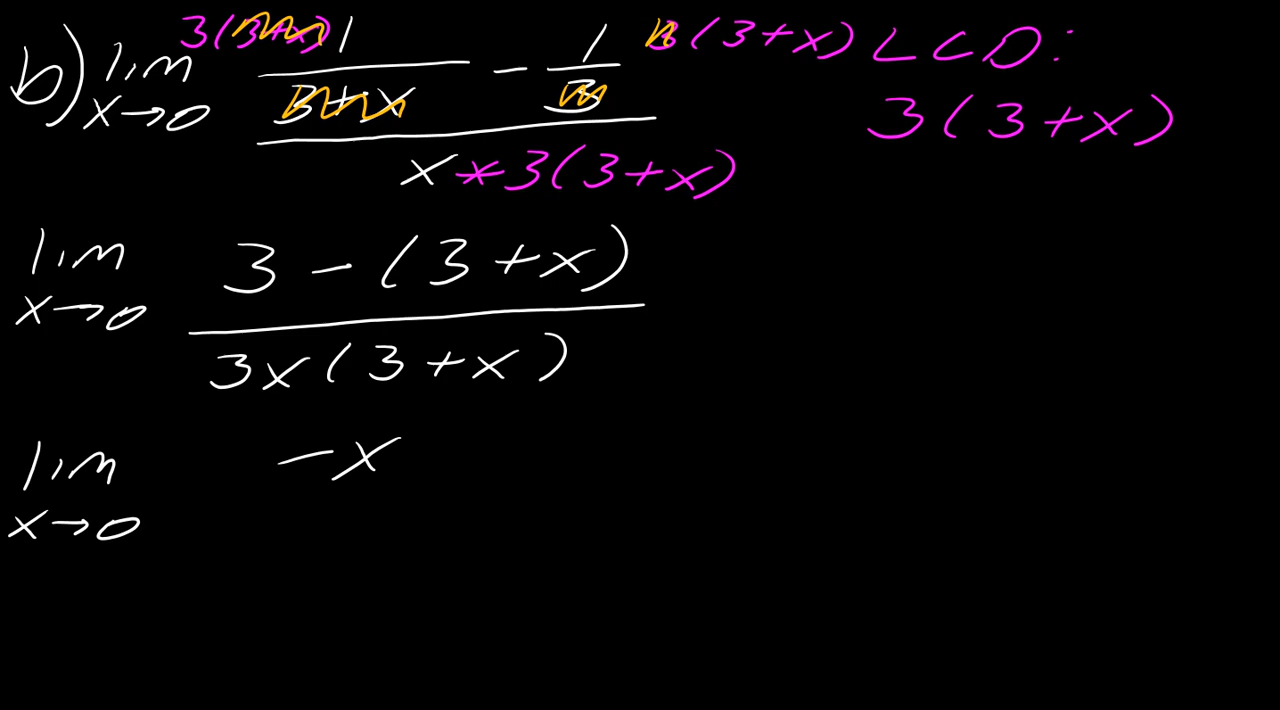 b) lim x→0 3(3+x) 1/(3+x) - 1/3 3(3+x) LCD:
x * 3(3+x) 3(3+x)
lim x→0 3-(3+x)
3x(3+x)
lim x→0 -x